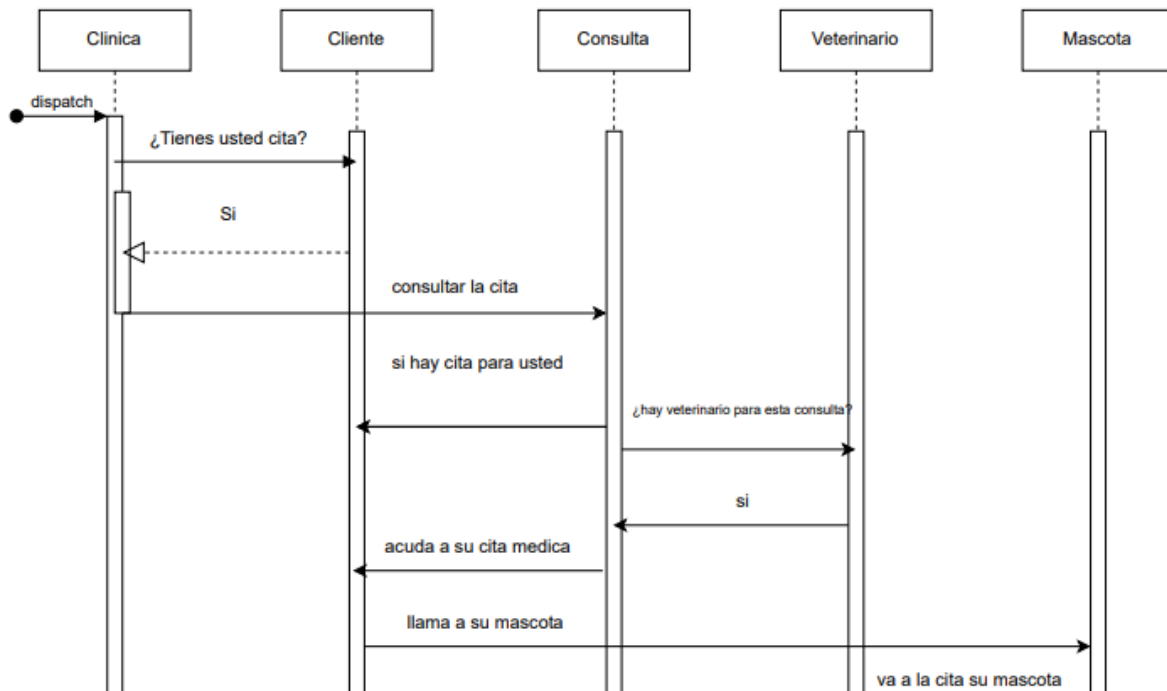 Clinica
Cliente
Consulta
Veterinario
Mascota
dispatch
¿Tienes usted cita?
Si
consultar la cita
si hay cita para usted
¿hay veterinario para esta consulta?
si
acuda a su cita medica
llama a su mascota
va a la cita su mascota